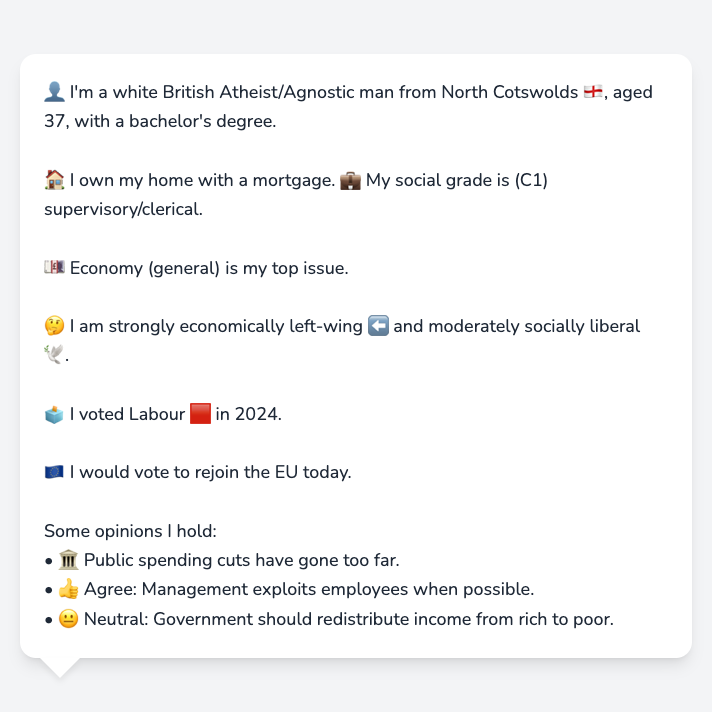 👤 I'm a white British Atheist/Agnostic man from North Cotswolds 🏴󠁧󠁢󠁥󠁮󠁧󠁿, aged
37, with a bachelor's degree.
🏠 I own my home with a mortgage. 💼 My social grade is (C1)
supervisory/clerical.
💷 Economy (general) is my top issue.
🤔 I am strongly economically left-wing ⬅️ and moderately socially liberal
🕊️.
🗳️ I voted Labour 🟥 in 2024.
🇪🇺 I would vote to rejoin the EU today.
Some opinions I hold:
• 🏛️ Public spending cuts have gone too far.
• 👍 Agree: Management exploits employees when possible.
• 😐 Neutral: Government should redistribute income from rich to poor.